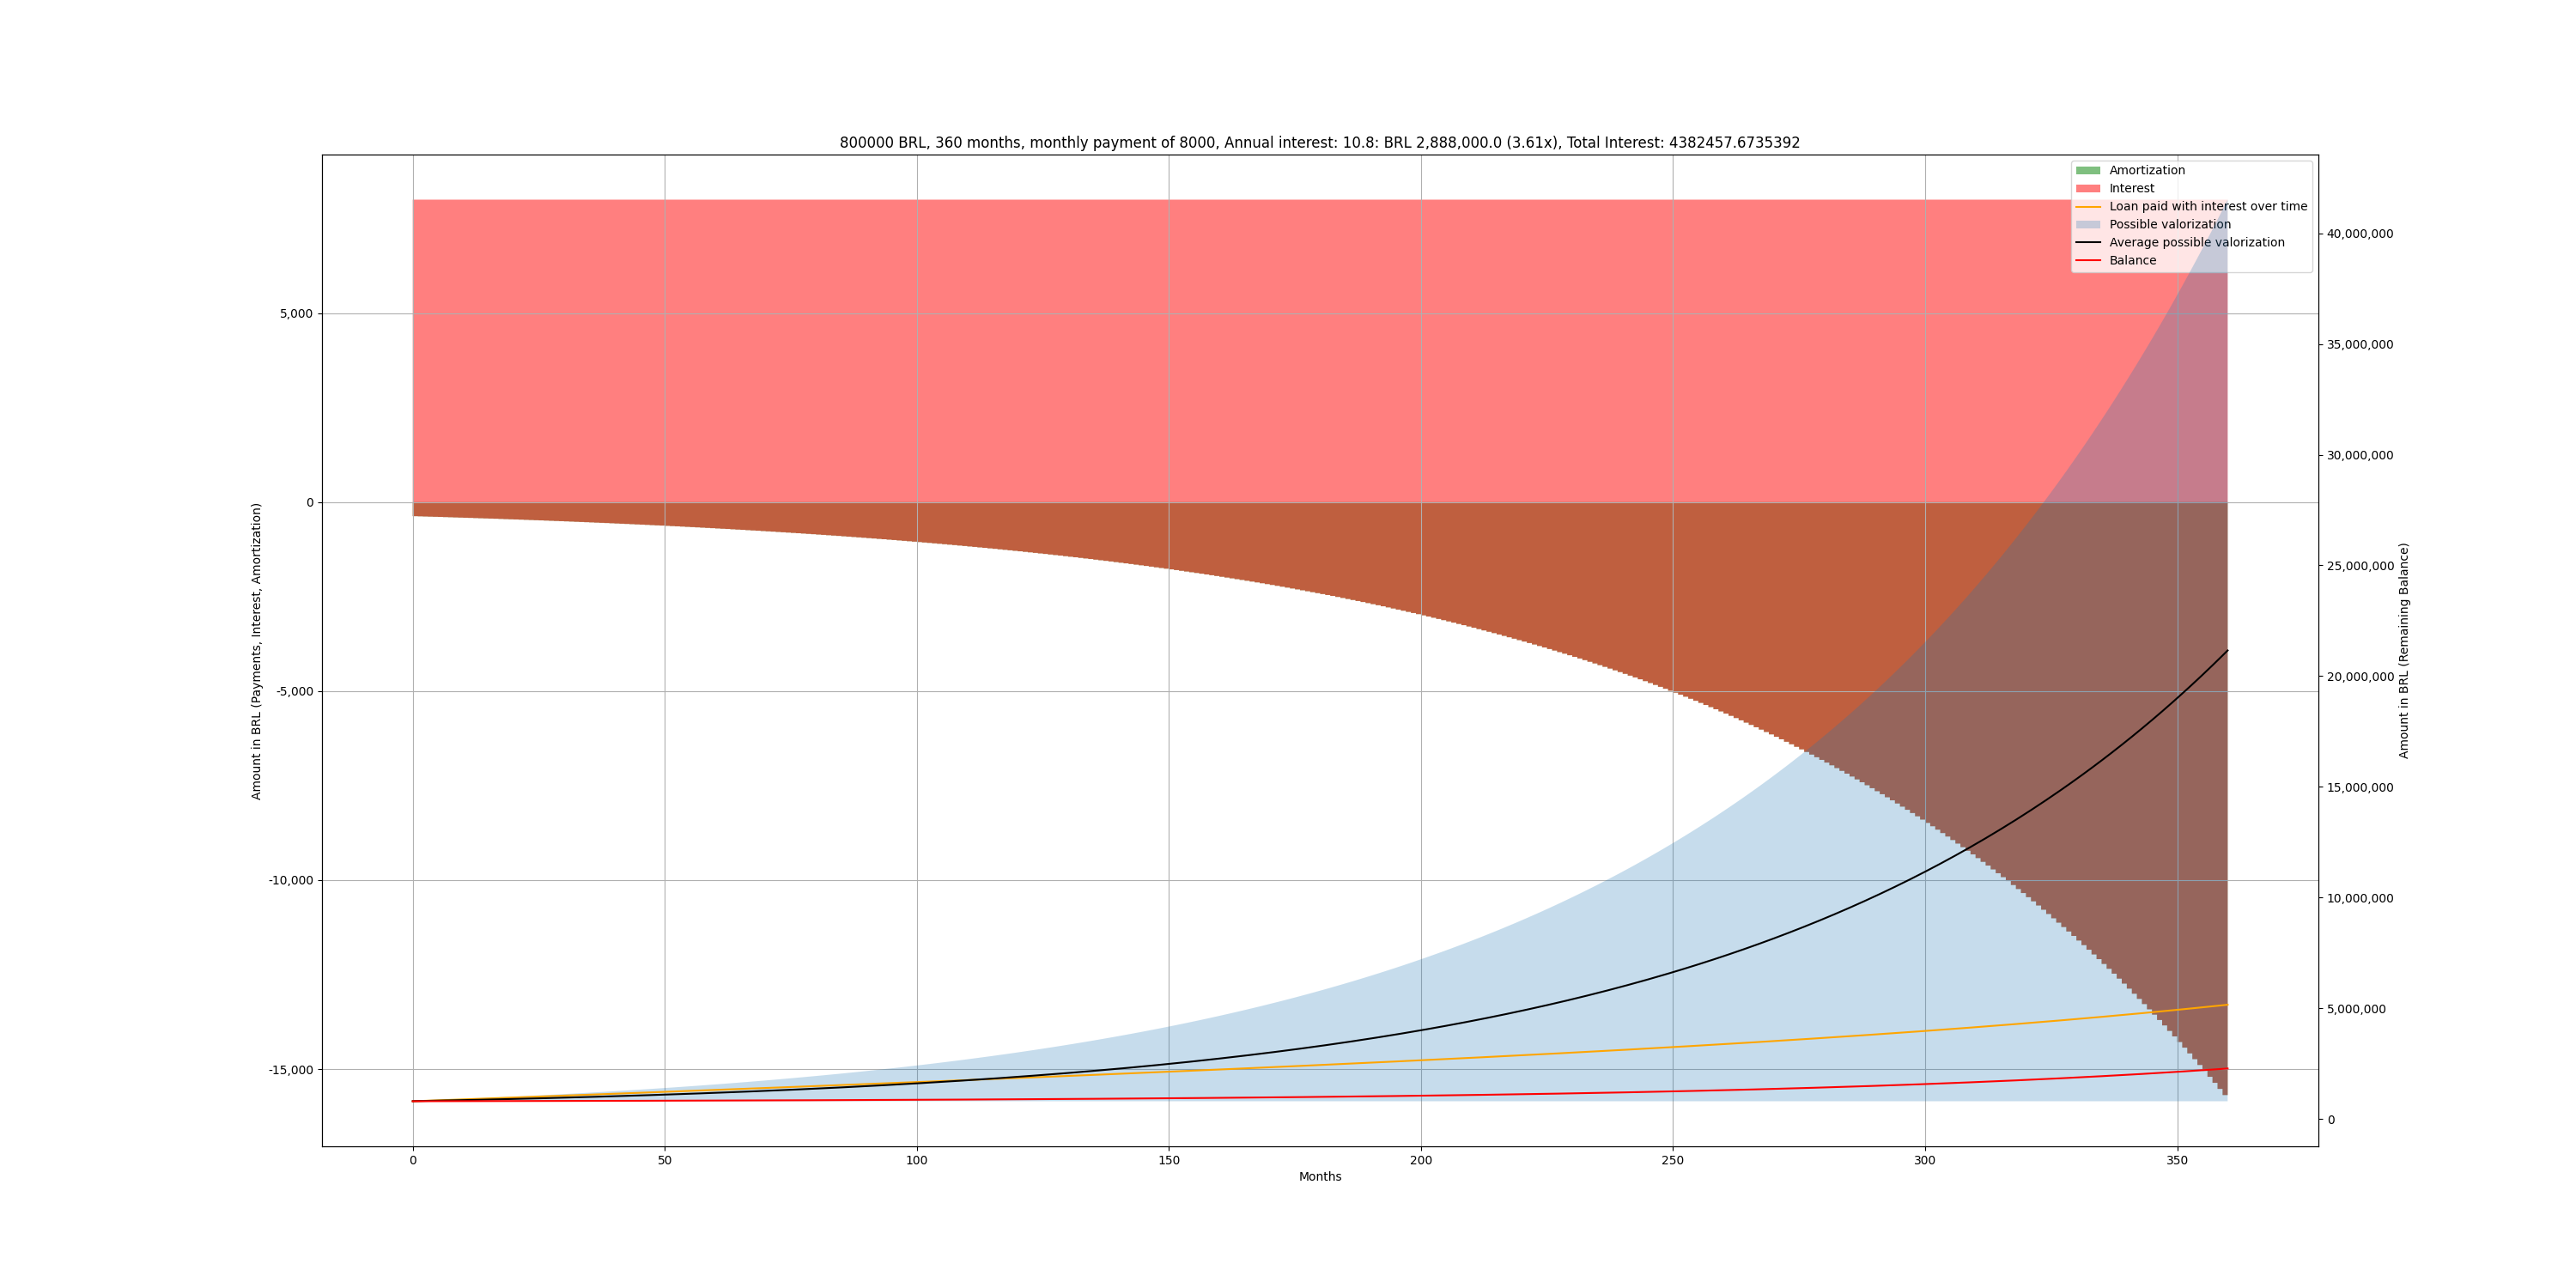 800000 BRL, 360 months, monthly payment of 8000, Annual interest: 10.8: BRL 2,888,000.0 (3.61x), Total Interest: 4382457.6735392
Amortization
Interest
Loan paid with interest over time
Possible valorization
Average possible valorization
Balance
Amount in BRL (Payments, Interest, Amortization)
5,000
0
-5,000
-10,000
-15,000
40,000,000
35,000,000
30,000,000
25,000,000
20,000,000
15,000,000
10,000,000
5,000,000
0
Amount in BRL (Remaining Balance)
0 50 100 150 200 250 300 350
Months